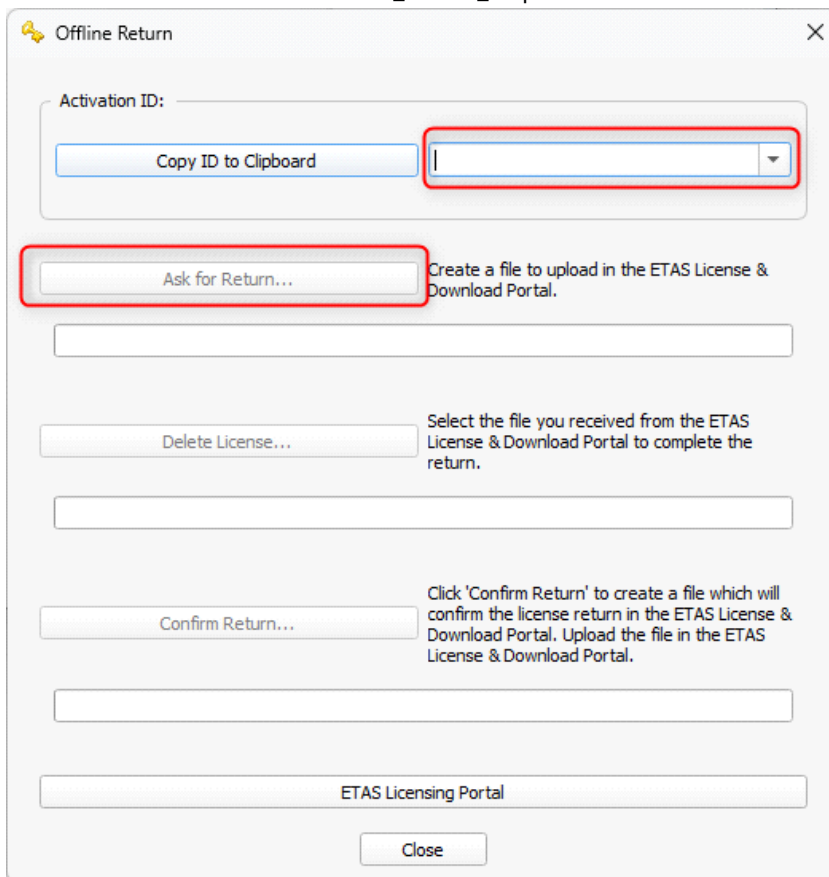 Offline Return
Activation ID:
Copy ID to Clipboard
Ask for Return...
Create a file to upload in the ETAS License &
Download Portal.
Delete License...
Select the file you received from the ETAS
License & Download Portal to complete the
return.
Confirm Return...
Click 'Confirm Return' to create a file which will
confirm the license return in the ETAS License &
Download Portal. Upload the file in the ETAS
License & Download Portal.
ETAS Licensing Portal
Close